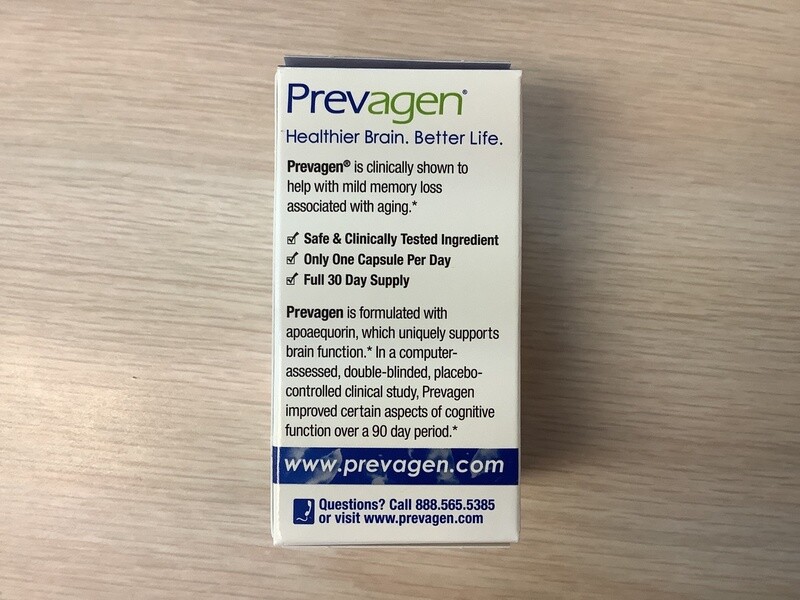 Prevagen®
Healthier Brain. Better Life.
Prevagen® is clinically shown to
help with mild memory loss
associated with aging.*
Safe & Clinically Tested Ingredient
Only One Capsule Per Day
Full 30 Day Supply
Prevagen is formulated with
apoaequorin, which uniquely supports
brain function.* In a computer-
assessed, double-blinded, placebo-
controlled clinical study, Prevagen
improved certain aspects of cognitive
function over a 90 day period.*
www.prevagen.com
Questions? Call 888.565.5385
or visit www.prevagen.com